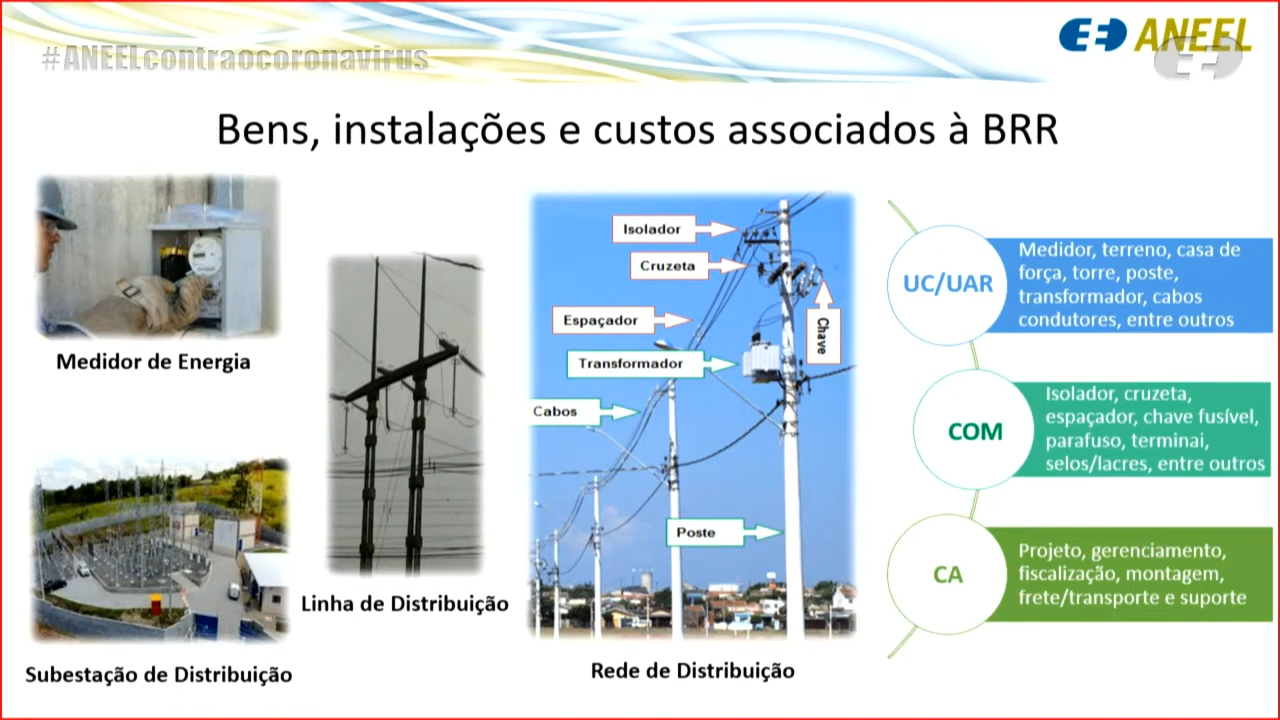 #ANEELcontraocoronavirus
ANEEL
Bens, instalações e custos associados à BRR
Medidor de Energia
Subestação de Distribuição
Linha de Distribuição
Isolador
Cruzeta
Espaçador
Chave
Transformador
Cabos
Poste
Rede de Distribuição
UC/UAR
Medidor, terreno, casa de
força, torre, poste,
transformador, cabos
condutores, entre outros
COM
Isolador, cruzeta,
espaçador, chave fusível,
parafuso, terminai,
selos/lacres, entre outros
CA
Projeto, gerenciamento,
fiscalização, montagem,
frete/transporte e suporte